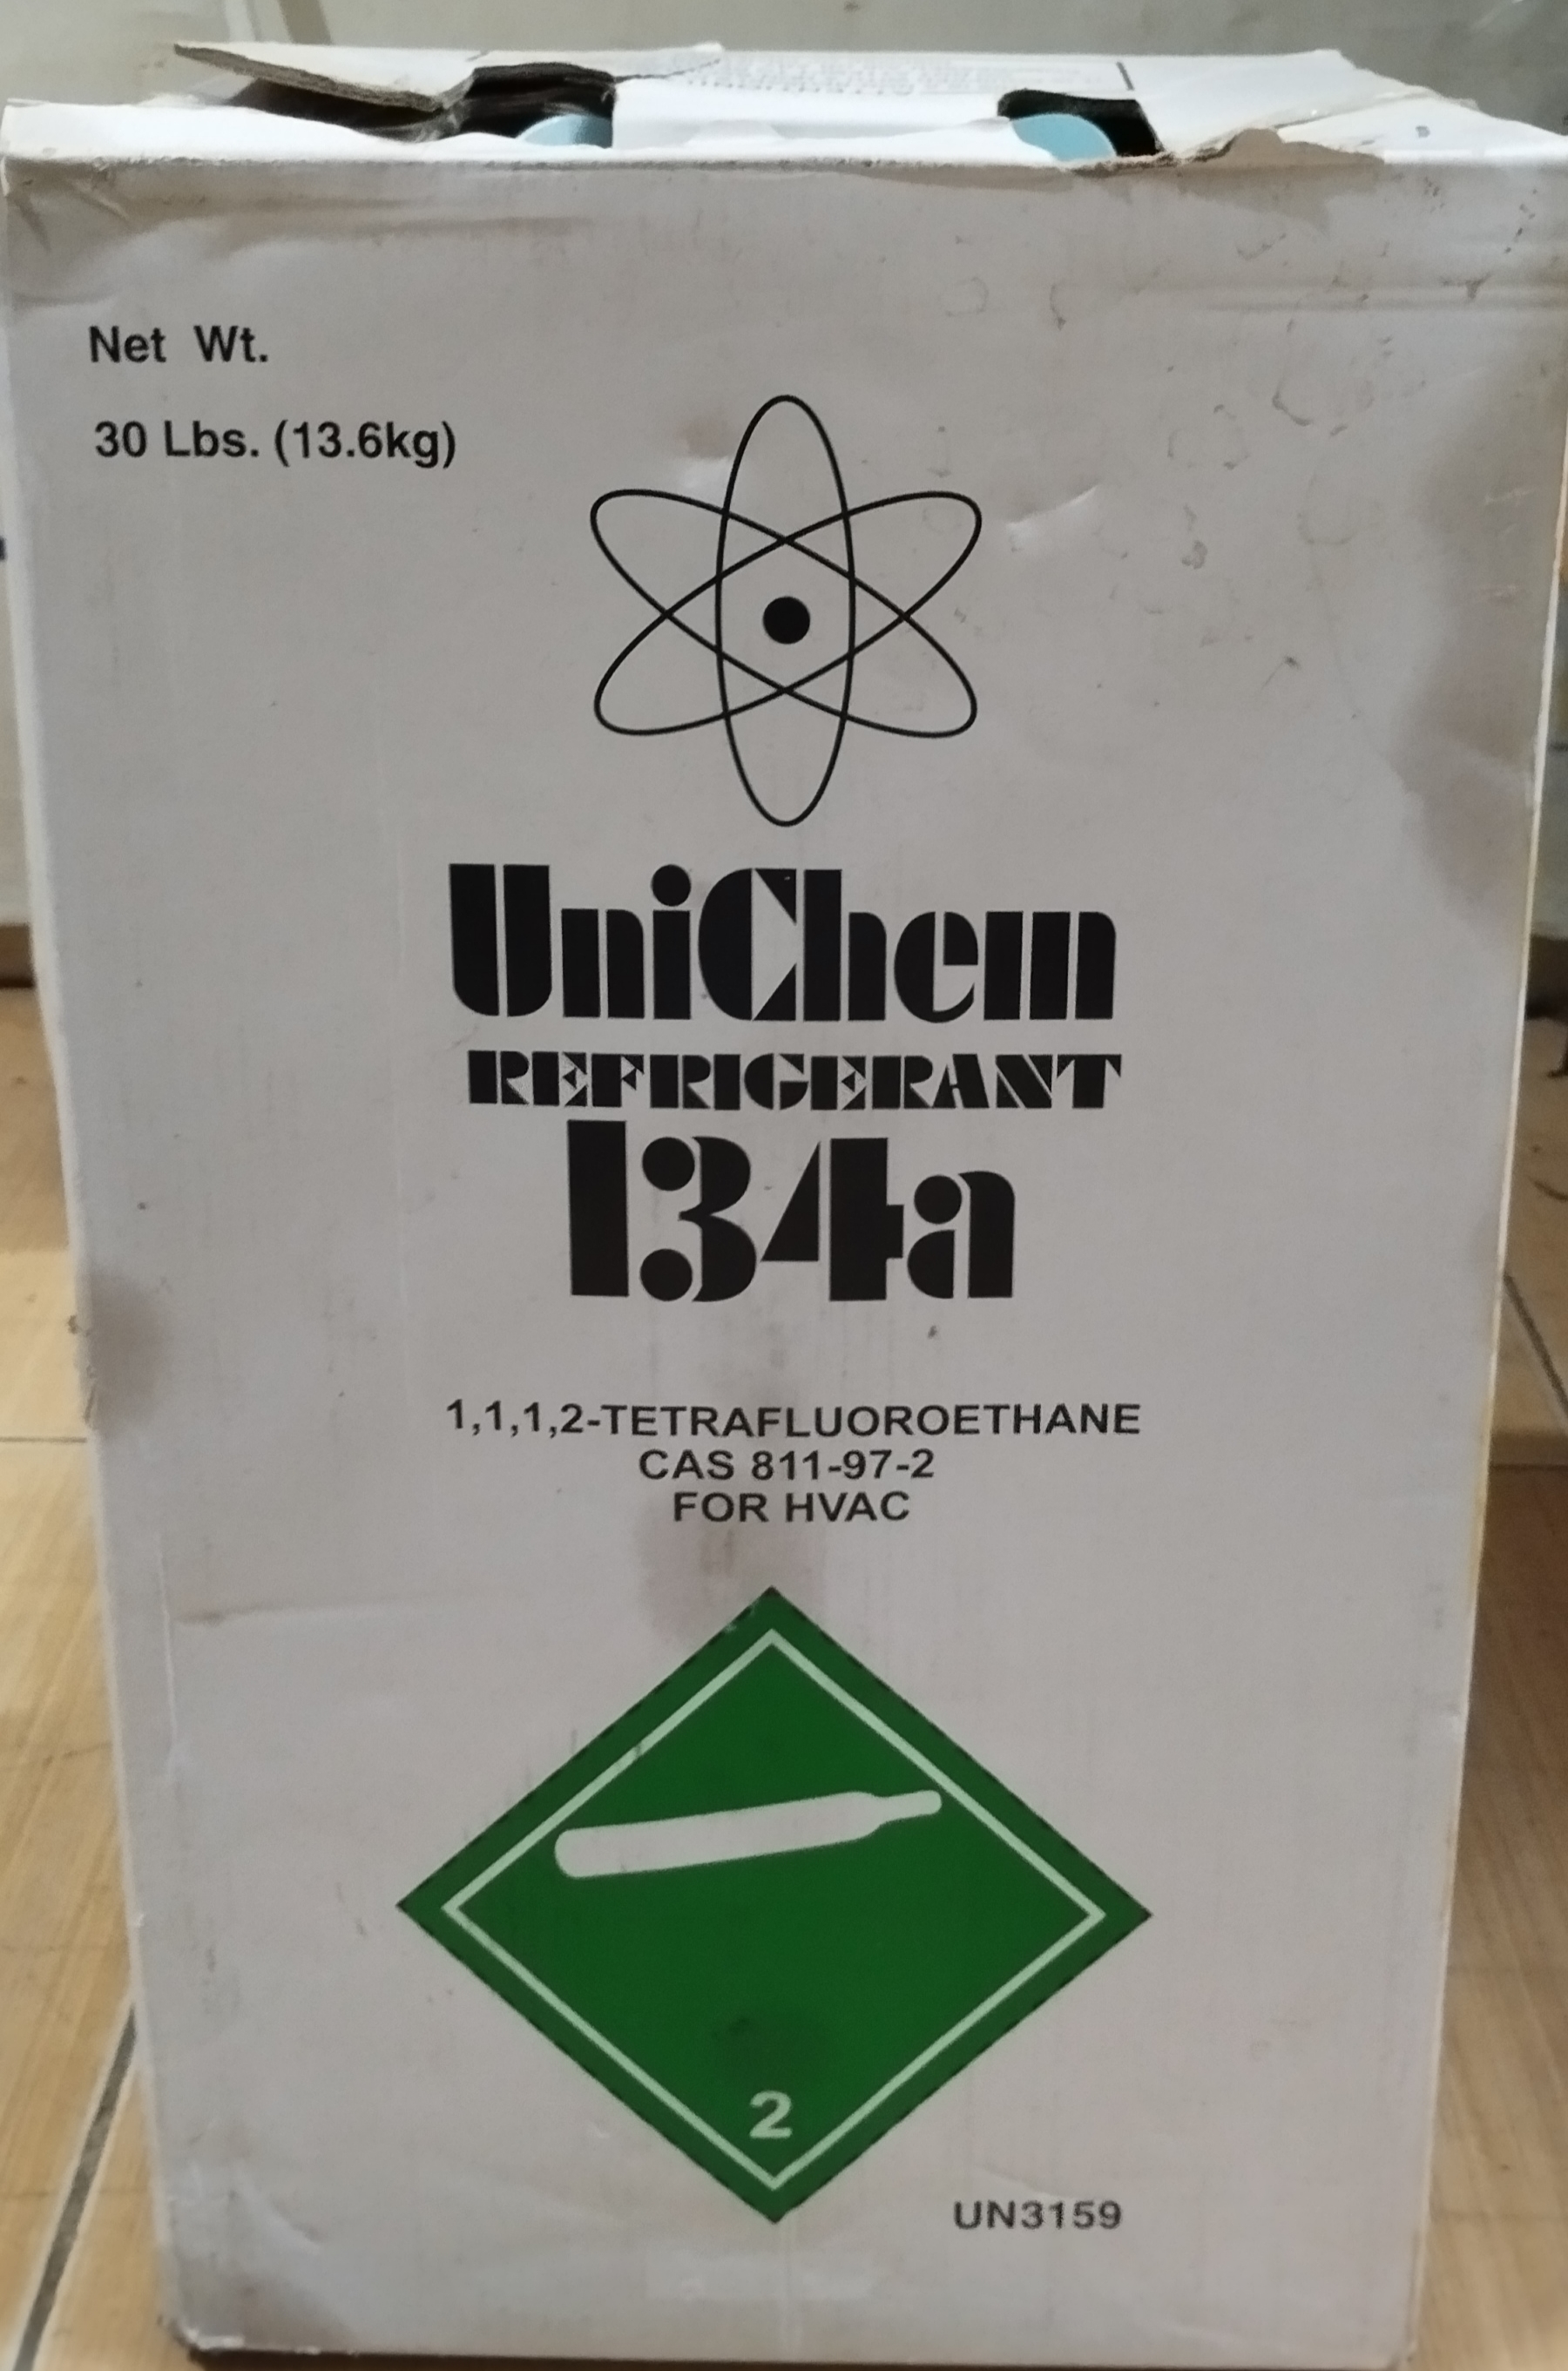 Net Wt.
30 Lbs. (13.6kg)
UniChem
REFRIGERANT
134a
1,1,1,2-TETRAFLUOROETHANE
CAS 811-97-2
FOR HVAC
2
UN3159